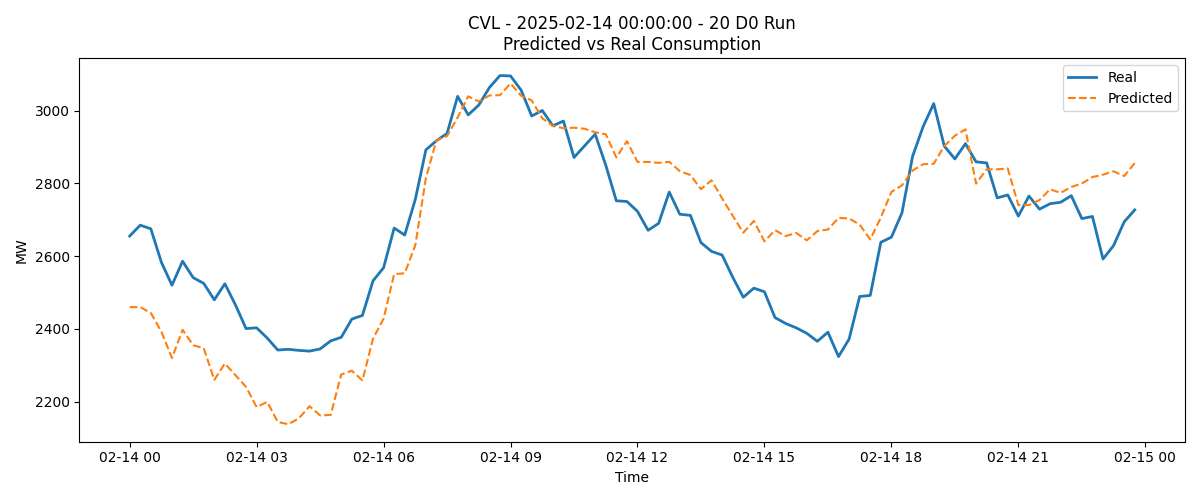 CVL - 2025-02-14 00:00:00 - 20 D0 Run
Predicted vs Real Consumption
Real
Predicted
MW
3000
2800
2600
2400
2200
02-14 00
02-14 03
02-14 06
02-14 09
02-14 12
02-14 15
02-14 18
02-14 21
02-15 00
Time